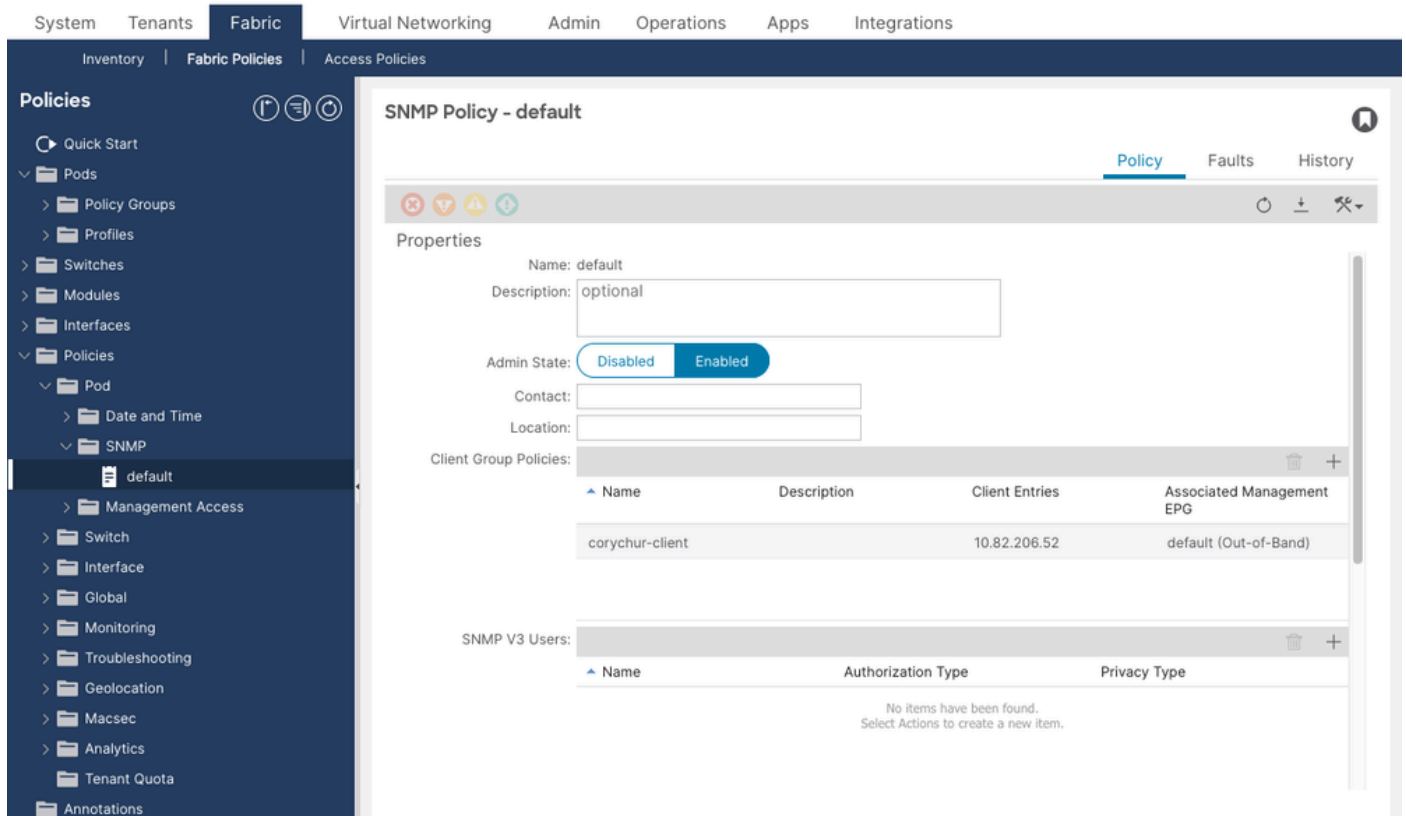 System Tenants Fabric Virtual Networking Admin Operations Apps Integrations
Inventory | Fabric Policies | Access Policies
Policies
Quick Start
Pods
Policy Groups
Profiles
Switches
Modules
Interfaces
Policies
Pod
Date and Time
SNMP
default
Management Access
Switch
Interface
Global
Monitoring
Troubleshooting
Geolocation
Macsec
Analytics
Tenant Quota
Annotations
SNMP Policy - default
Policy Faults History
Properties
Name: default
Description: optional
Admin State: Disabled Enabled
Contact:
Location:
Client Group Policies:
Name Description Client Entries Associated Management
EPG
corychur-client 10.82.206.52 default (Out-of-Band)
SNMP V3 Users:
Name Authorization Type Privacy Type
No items have been found.
Select Actions to create a new item.